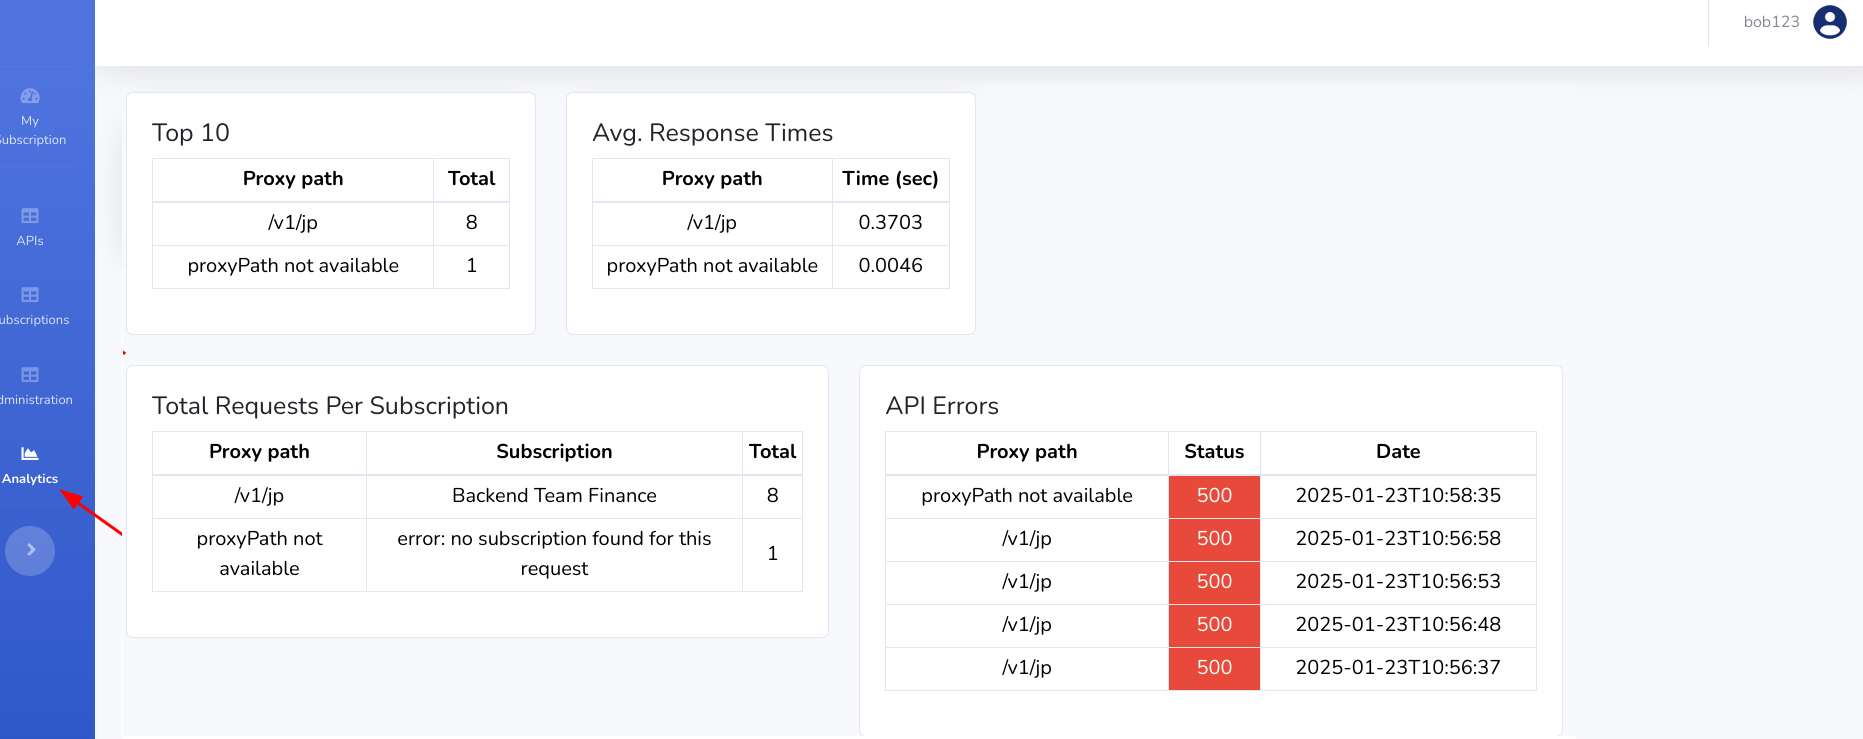 bob123
My
Subscription
APIs
ubscriptions
dministration
Analytics
Top 10
Proxy path Total
/v1/jp 8
proxyPath not available 1
Avg. Response Times
Proxy path Time (sec)
/v1/jp 0.3703
proxyPath not available 0.0046
Total Requests Per Subscription
Proxy path Subscription Total
/v1/jp Backend Team Finance 8
proxyPath not
available
error: no subscription found for this
request
1
API Errors
Proxy path Status Date
proxyPath not available 500 2025-01-23T10:58:35
/v1/jp 500 2025-01-23T10:56:58
/v1/jp 500 2025-01-23T10:56:53
/v1/jp 500 2025-01-23T10:56:48
/v1/jp 500 2025-01-23T10:56:37